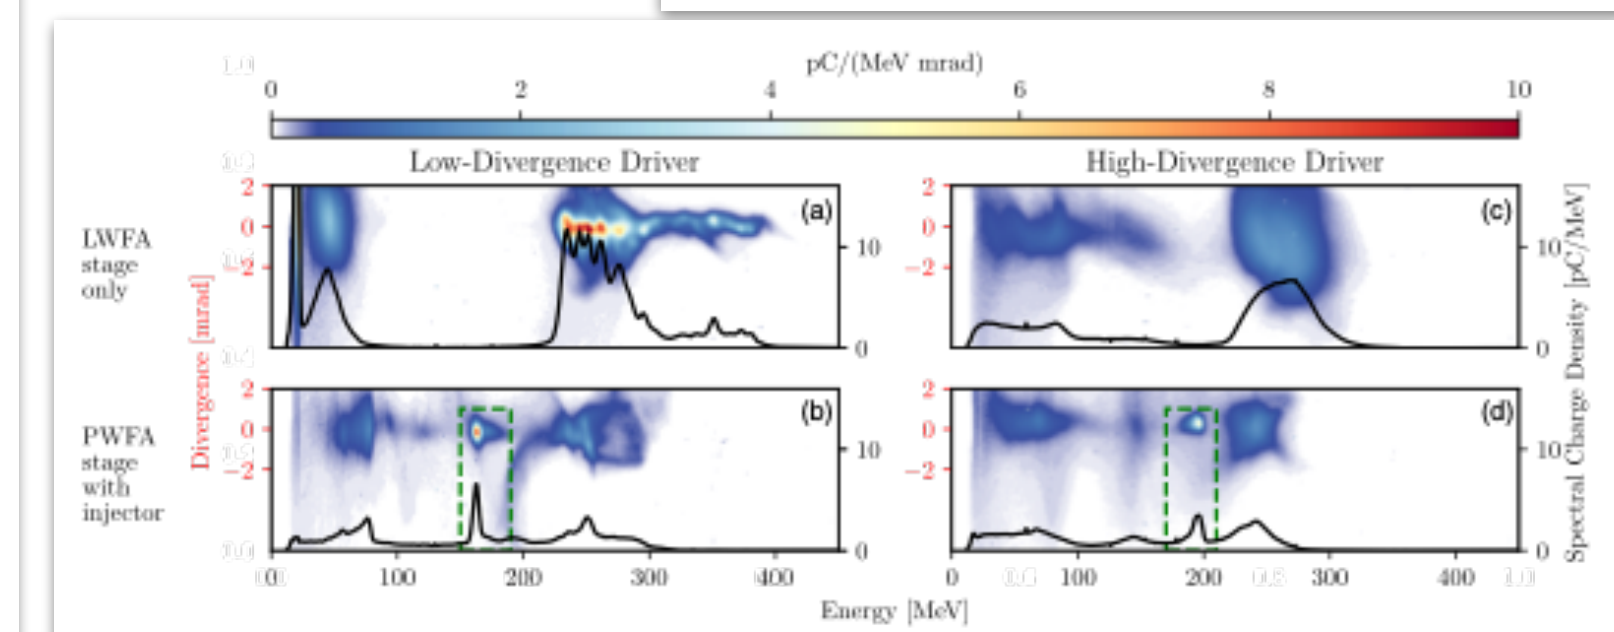 pC/(MeV mrad)
0 2 4 6 8 10
Low-Divergence Driver High-Divergence Driver
LWFA
stage
only
2
0
−2
(a)
10
0
2
0
−2
(c)
10
0
PWFA
stage
with
injector
2
0
−2
(b)
10
0
2
0
−2
(d)
10
0
Divergence [mrad]
Spectral Charge Density [pC/MeV]
100 200 300 400
0 100 200 300 400
Energy [MeV]